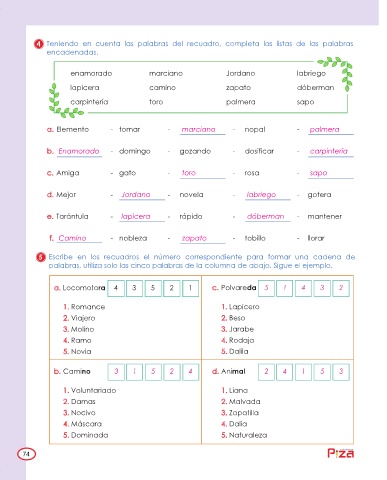 4 Teniendo en cuenta las palabras del recuadro, completa las listas de las palabras
encadenadas.
enamorado marciano Jordano labriego
lapicera camino zapato dóberman
carpintería toro palmera sapo
a. Elemento - tomar - marciano - nopal - palmera
b. Enamorado - domingo - gozando - dosificar - carpintería
c. Amiga - gato - toro - rosa - sapo
d. Mejor - Jordano - novela - labriego - gotera
e. Tarántula - lapicera - rápido - dóberman - mantener
f. Camino - nobleza - zapato - tobillo - llorar
5 Escribe en los recuadros el número correspondiente para formar una cadena de
palabras, utiliza solo las cinco palabras de la columna de abajo. Sigue el ejemplo.
a. Locomotora 4 3 5 2 1
1. Romance
2. Viajero
3. Molino
4. Ramo
5. Novia
c. Polvareda 5 1 4 3 2
1. Lapicero
2. Beso
3. Jarabe
4. Rodaja
5. Dalila
b. Camino 3 1 5 2 4
1. Voluntariado
2. Damas
3. Nocivo
4. Máscara
5. Dominada
d. Animal 2 4 1 5 3
1. Liana
2. Malvada
3. Zapatilla
4. Dalia
5. Naturaleza
74
Piza